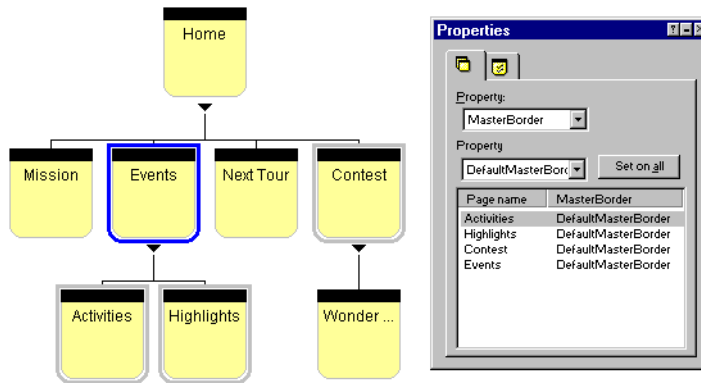 Home
Mission
Events
Next Tour
Contest
Activities
Highlights
Wonder ...
Properties
Property:
MasterBorder
Property
DefaultMasterBord
Set on all
Page name MasterBorder
Activities DefaultMasterBorder
Highlights DefaultMasterBorder
Contest DefaultMasterBorder
Events DefaultMasterBorder